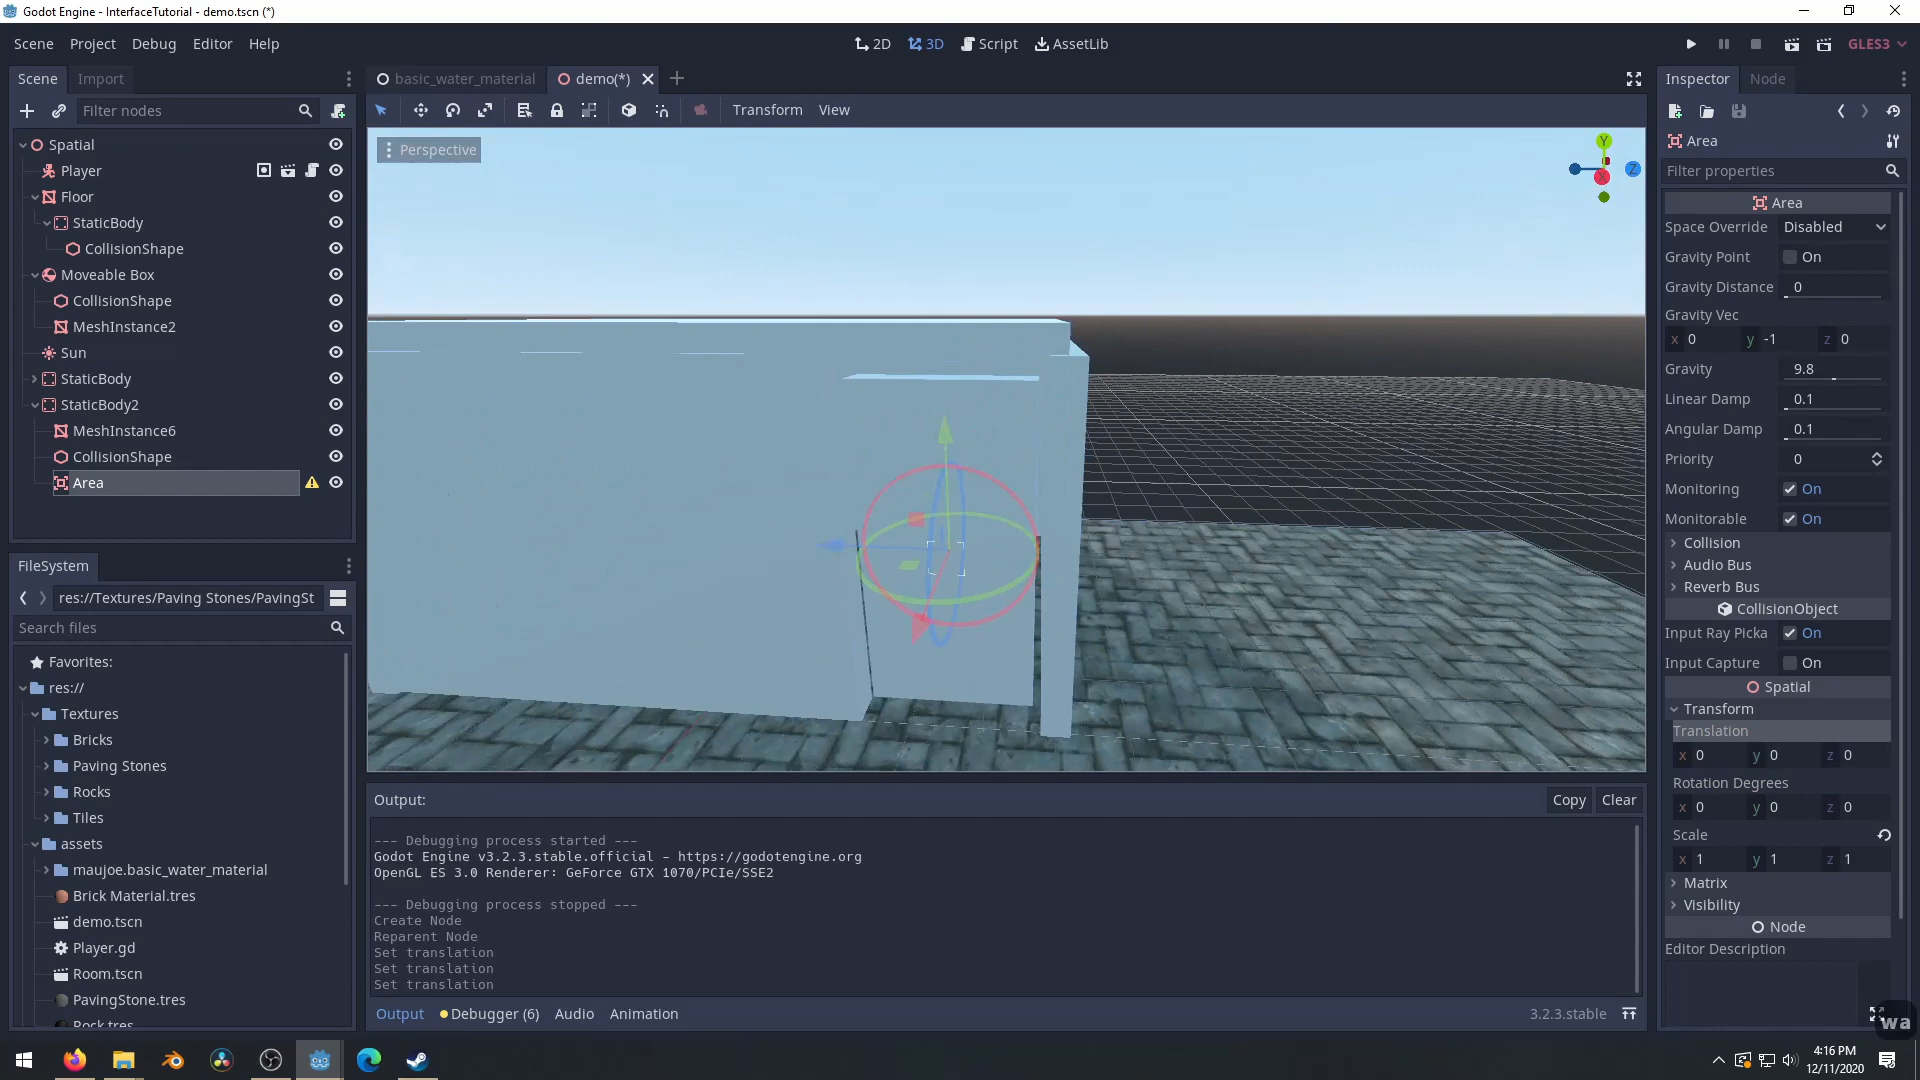 Godot Engine - InterfaceTutorial - demo.tscn (*)
Scene Project Debug Editor Help
2D 3D Script AssetLib
GLES3
Scene Import
basic_water_material demo(*)
Inspector Node
Filter nodes
Transform View
Spatial
Player
Floor
StaticBody
CollisionShape
Moveable Box
CollisionShape
MeshInstance2
Sun
StaticBody
StaticBody2
MeshInstance6
CollisionShape
Area
Perspective
Y
Z
Area
Filter properties
Area
Space Override Disabled
Gravity Point On
Gravity Distance 0
Gravity Vec
x 0 y -1 z 0
Gravity 9.8
Linear Damp 0.1
Angular Damp 0.1
Priority 0
Monitoring On
Monitorable On
Collision
Audio Bus
Reverb Bus
CollisionObject
Input Ray Picka On
Input Capture On
Spatial
Transform
Translation
x 0 y 0 z 0
Rotation Degrees
x 0 y 0 z 0
Scale
x 1 y 1 z 1
Matrix
Visibility
Node
Editor Description
FileSystem
res://Textures/Paving Stones/PavingSt
Search files
Favorites:
res://
Textures
Bricks
Paving Stones
Rocks
Tiles
assets
maujoe.basic_water_material
Brick Material.tres
demo.tscn
Player.gd
Room.tscn
PavingStone.tres
Rock.tres
Output:
Copy Clear
--- Debugging process started ---
Godot Engine v3.2.3.stable.official - https://godotengine.org
OpenGL ES 3.0 Renderer: GeForce GTX 1070/PCIe/SSE2
--- Debugging process stopped ---
Create Node
Reparent Node
Set translation
Set translation
Set translation
Output Debugger (6) Audio Animation
3.2.3.stable
wa
4:16 PM
12/11/2020